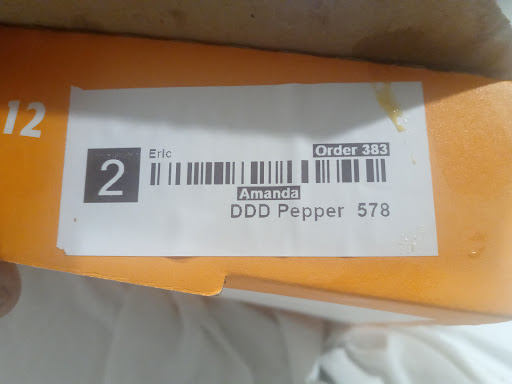 12
2
Eric
Order 383
Amanda
DDD Pepper 578